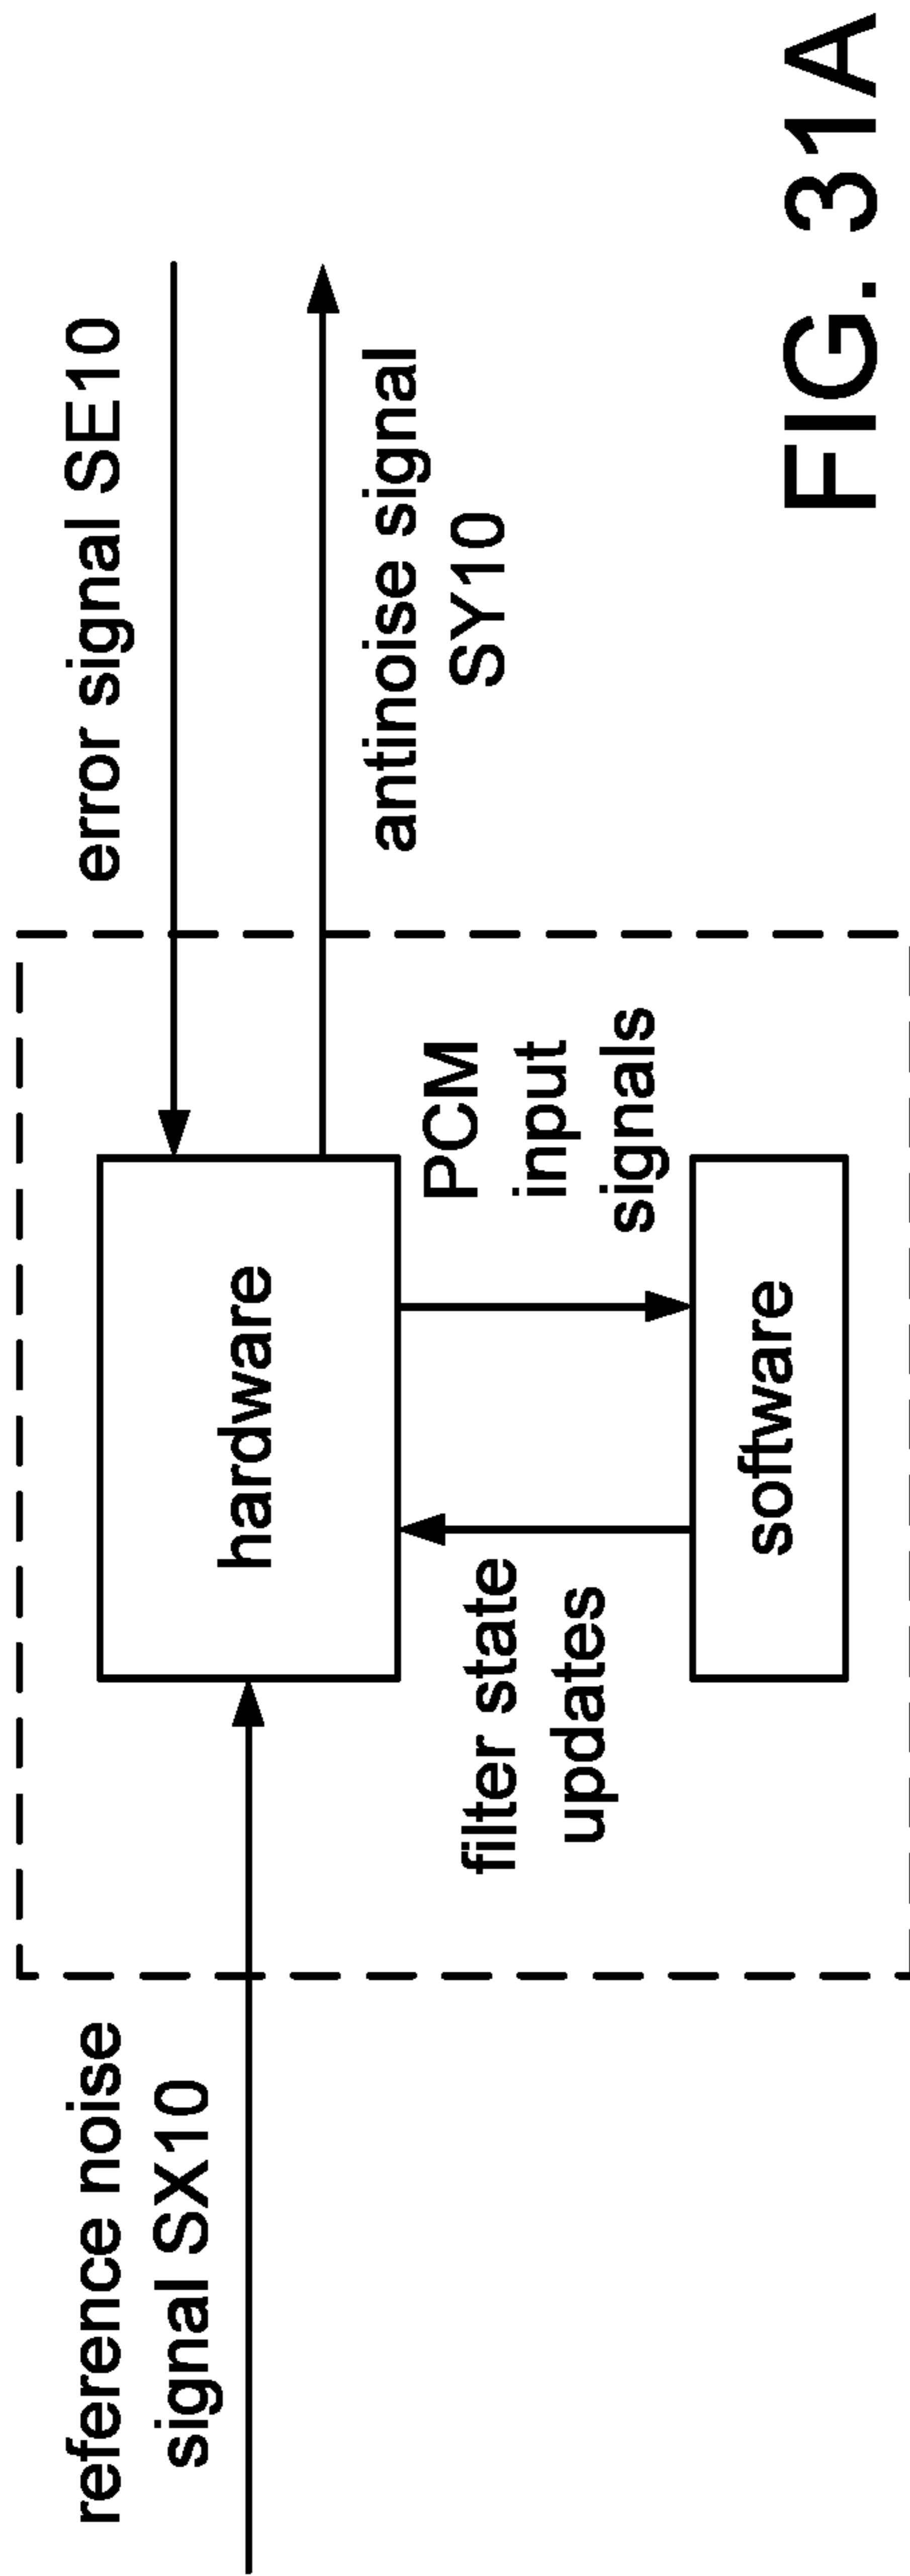 reference noise
signal SX10
hardware
error signal SE10
antinoise signal
SY10
filter state
updates
PCM
input
signals
software
FIG. 31A